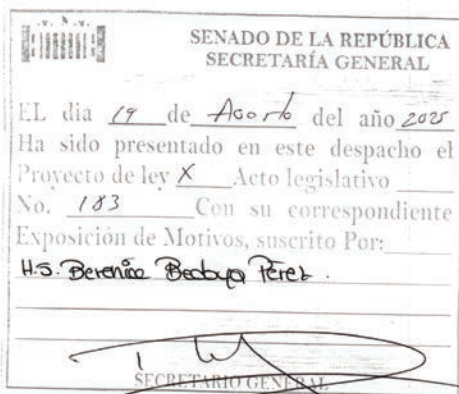 SENADO DE LA REPÚBLICA
SECRETARÍA GENERAL
EL dia 19 de Agosto del año 2025
Ha sido presentado en este despacho el
Proyecto de ley X Acto legislativo
No. 183 Con su correspondiente
Exposición de Motivos, suscrito Por:
H.S. Berenice Bedoya Pérez.
SECRETARIO GENERAL